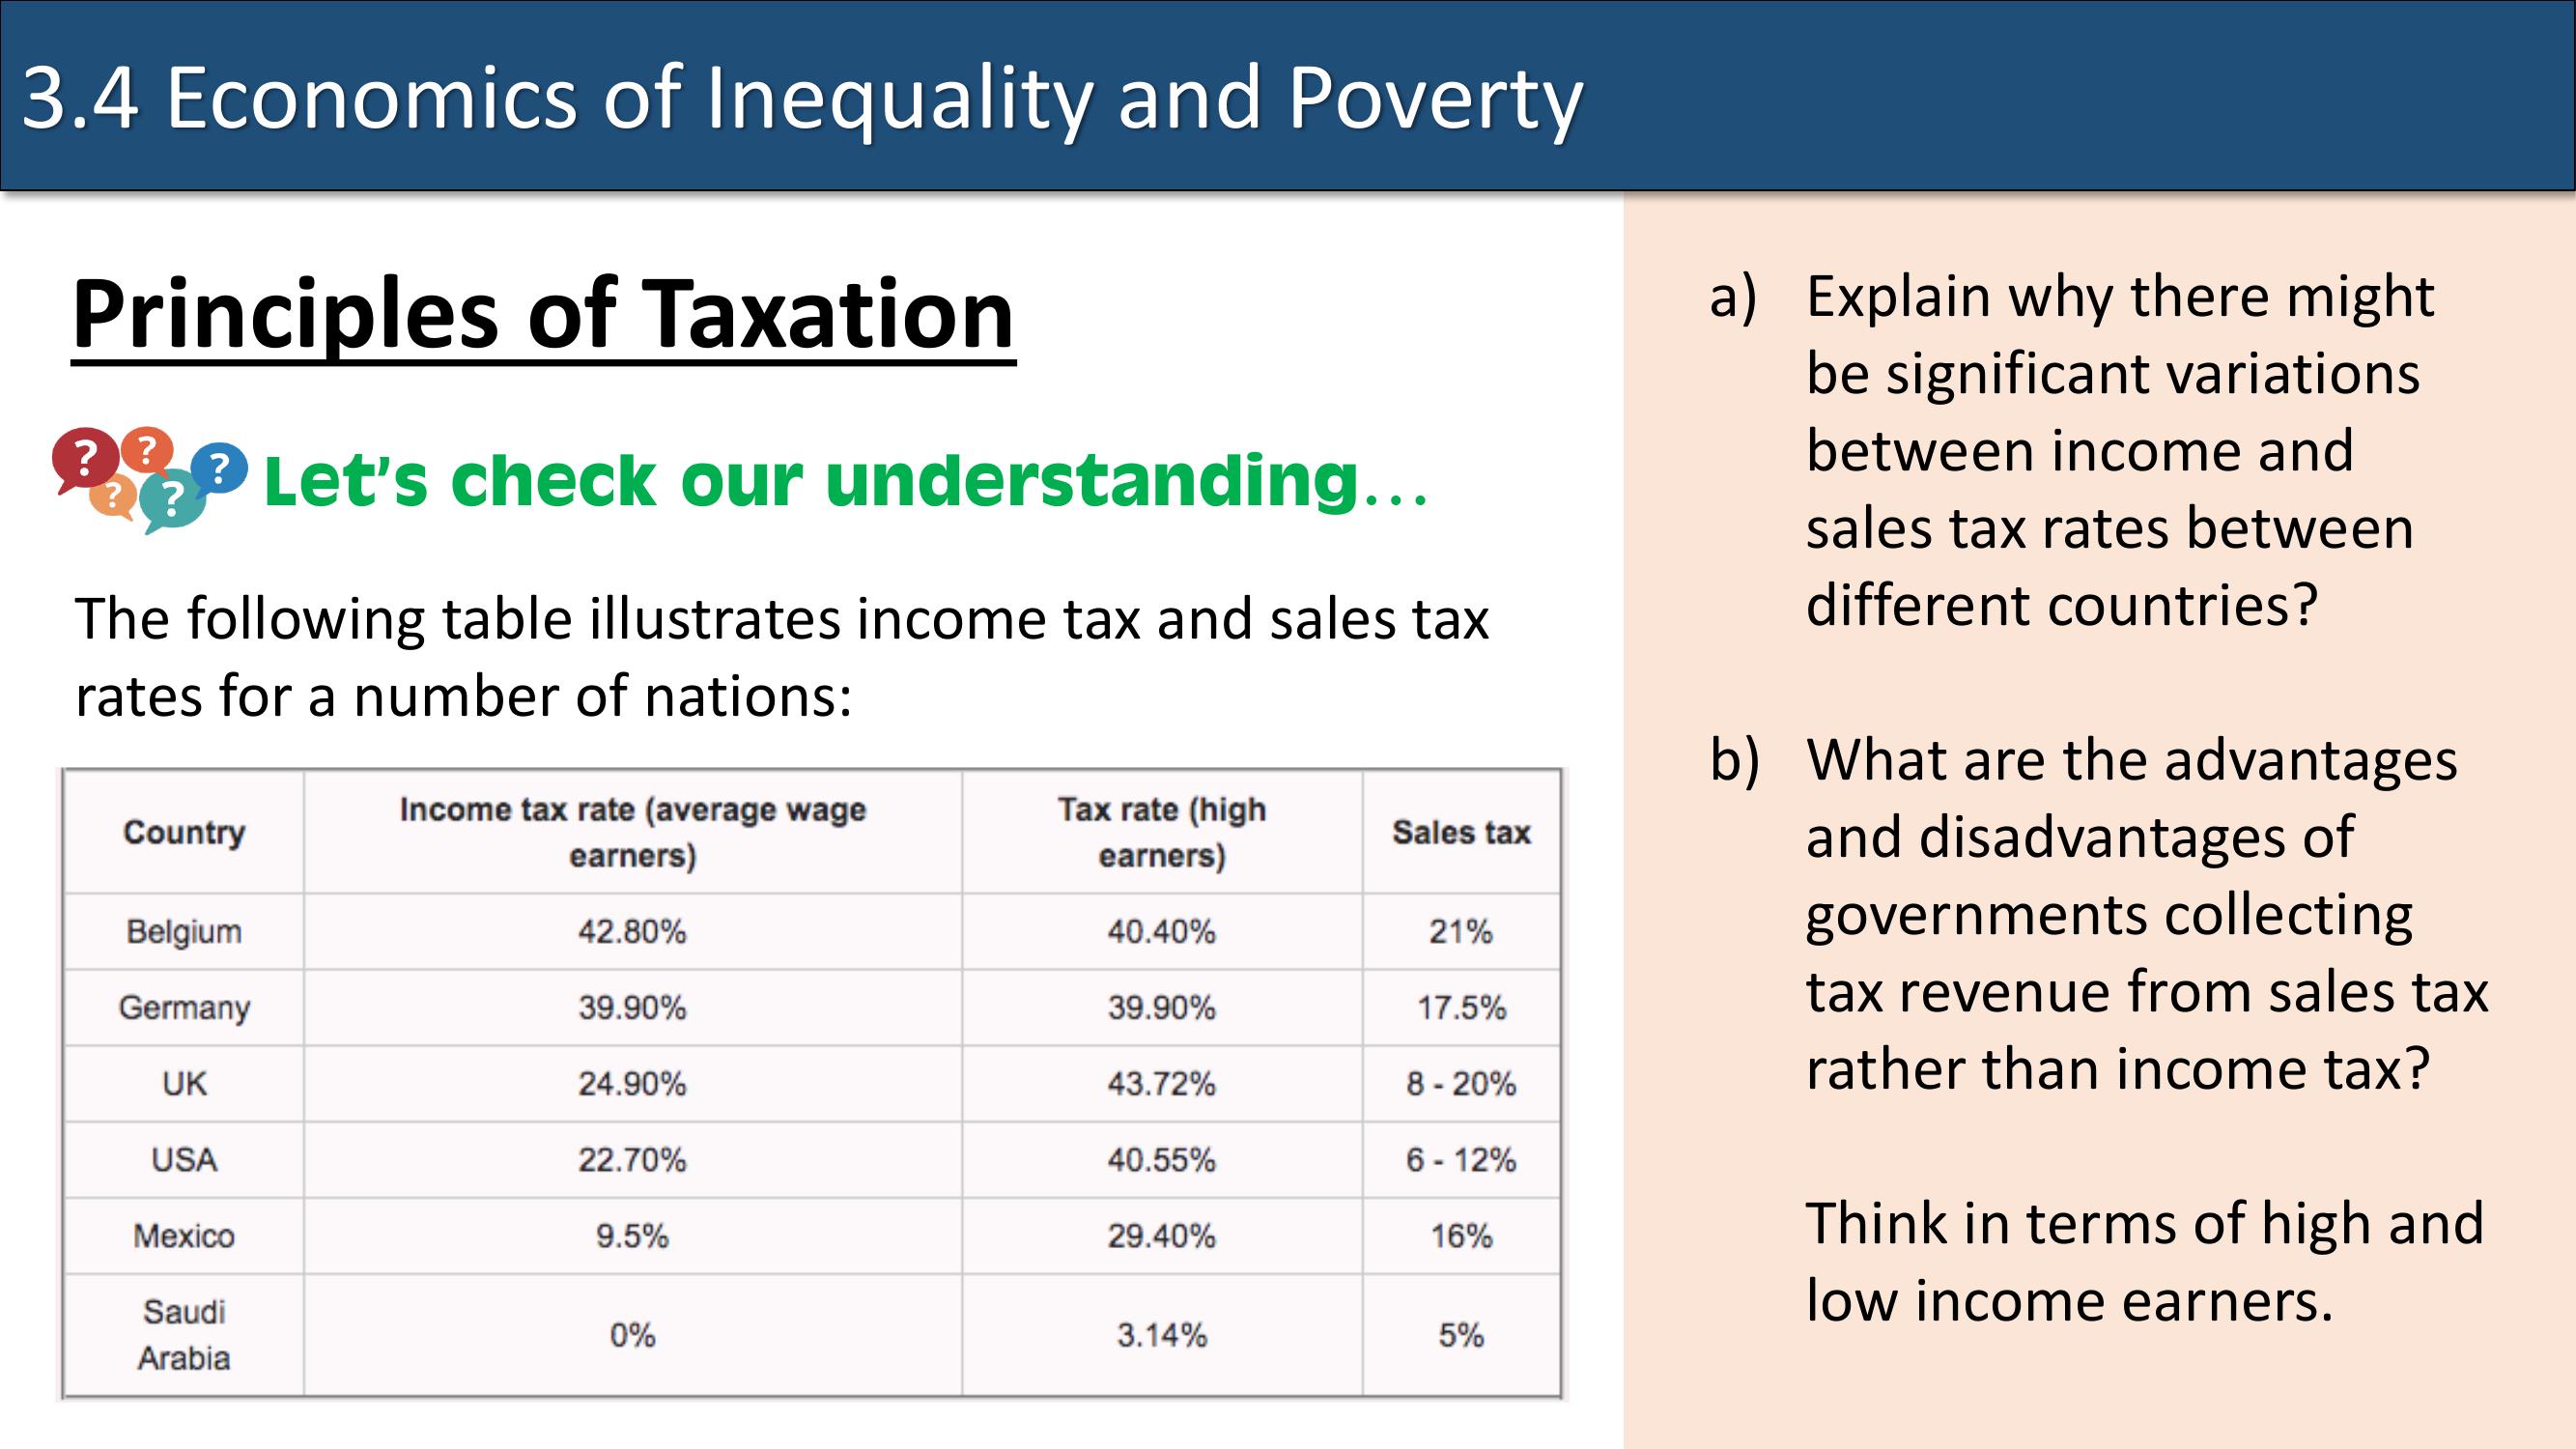 3.4 Economics of Inequality and Poverty
Principles of Taxation
? ? ? ? ?
Let’s check our understanding…
The following table illustrates income tax and sales tax
rates for a number of nations:
Country
Income tax rate (average wage
earners)
Tax rate (high
earners)
Sales tax
Belgium 42.80% 40.40% 21%
Germany 39.90% 39.90% 17.5%
UK 24.90% 43.72% 8 - 20%
USA 22.70% 40.55% 6 - 12%
Mexico 9.5% 29.40% 16%
Saudi
Arabia
0% 3.14% 5%
a) Explain why there might
be significant variations
between income and
sales tax rates between
different countries?
b) What are the advantages
and disadvantages of
governments collecting
tax revenue from sales tax
rather than income tax?
Think in terms of high and
low income earners.